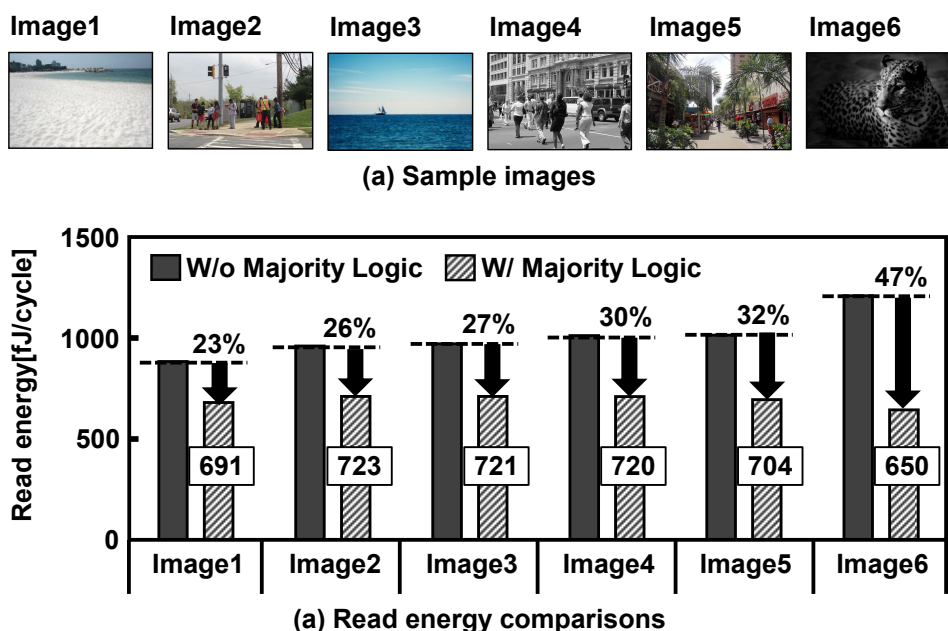 Image1 Image2 Image3 Image4 Image5 Image6
(a) Sample images
Read energy[fJ/cycle]
1500
1000
500
0
W/o Majority Logic W/ Majority Logic
23% 26% 27% 30% 32% 47%
691 723 721 720 704 650
Image1 Image2 Image3 Image4 Image5 Image6
(a) Read energy comparisons